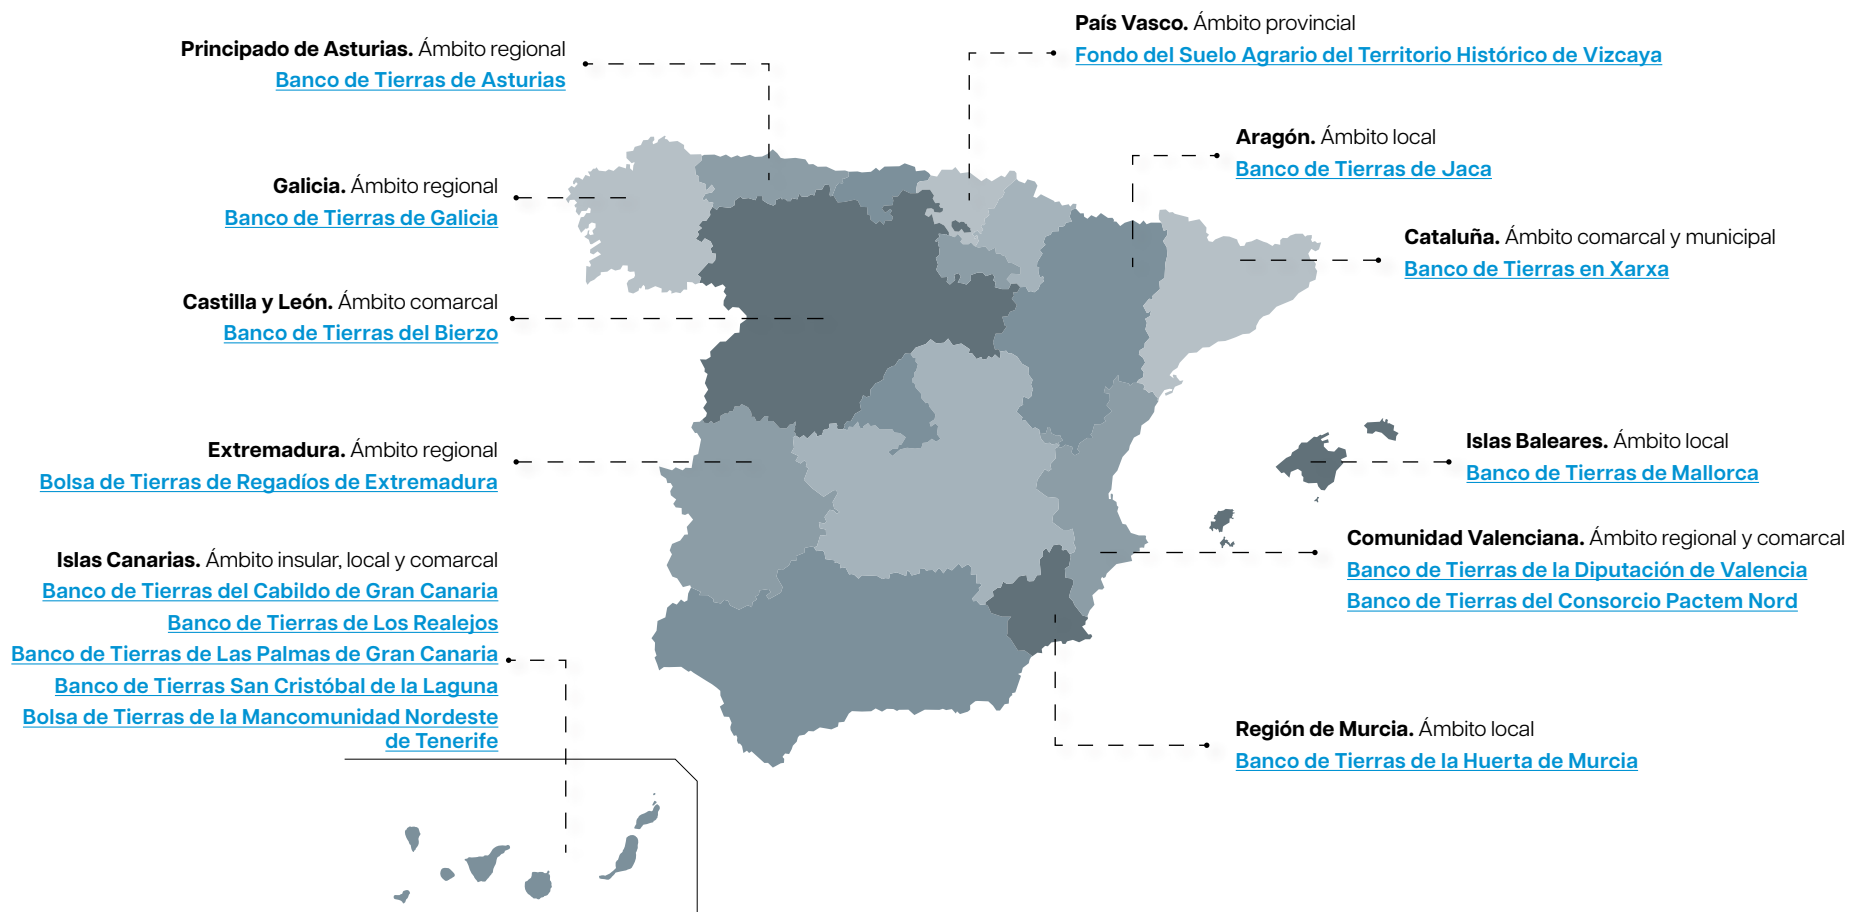 Principado de Asturias. Ámbito regional
Banco de Tierras de Asturias
Galicia. Ámbito regional
Banco de Tierras de Galicia
Castilla y León. Ámbito comarcal
Banco de Tierras del Bierzo
Extremadura. Ámbito regional
Bolsa de Tierras de Regadíos de Extremadura
Islas Canarias. Ámbito insular, local y comarcal
Banco de Tierras del Cabildo de Gran Canaria
Banco de Tierras de Los Realejos
Banco de Tierras de Las Palmas de Gran Canaria
Banco de Tierras San Cristóbal de la Laguna
Bolsa de Tierras de la Mancomunidad Nordeste
de Tenerife
País Vasco. Ámbito provincial
Fondo del Suelo Agrario del Territorio Histórico de Vizcaya
Aragón. Ámbito local
Banco de Tierras de Jaca
Cataluña. Ámbito comarcal y municipal
Banco de Tierras en Xarxa
Islas Baleares. Ámbito local
Banco de Tierras de Mallorca
Comunidad Valenciana. Ámbito regional y comarcal
Banco de Tierras de la Diputación de Valencia
Banco de Tierras del Consorcio Pactem Nord
Región de Murcia. Ámbito local
Banco de Tierras de la Huerta de Murcia